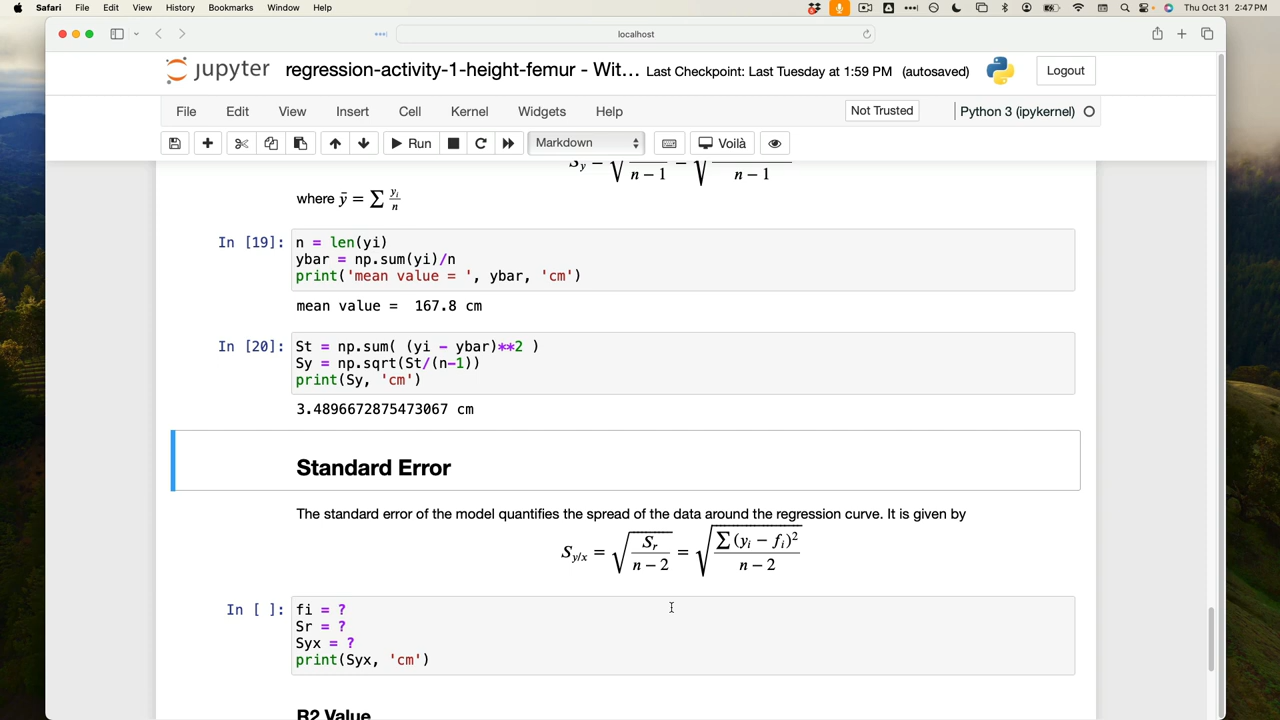 Safari File Edit View History Bookmarks Window Help Thu Oct 31 2:47 PM
localhost
jupyter regression-activity-1-height-femur - Wit... Last Checkpoint: Last Tuesday at 1:59 PM (autosaved) Logout
File Edit View Insert Cell Kernel Widgets Help Not Trusted Python 3 (ipykernel)
Run Markdown Voilà
Sy = √ n − 1 = √ n − 1
where ȳ = ∑ yᵢ/n
In [19]: n = len(yi)
ybar = np.sum(yi)/n
print('mean value = ', ybar, 'cm')
mean value =  167.8 cm
In [20]: St = np.sum( (yi - ybar)**2 )
Sy = np.sqrt(St/(n-1))
print(Sy, 'cm')
3.4896672875473067 cm
Standard Error
The standard error of the model quantifies the spread of the data around the regression curve. It is given by
S_y/x = √(S_r/(n − 2)) = √(∑ (yᵢ − fᵢ)²/(n − 2))
In [ ]: fi = ?
Sr = ?
Syx = ?
print(Syx, 'cm')
R2 Value